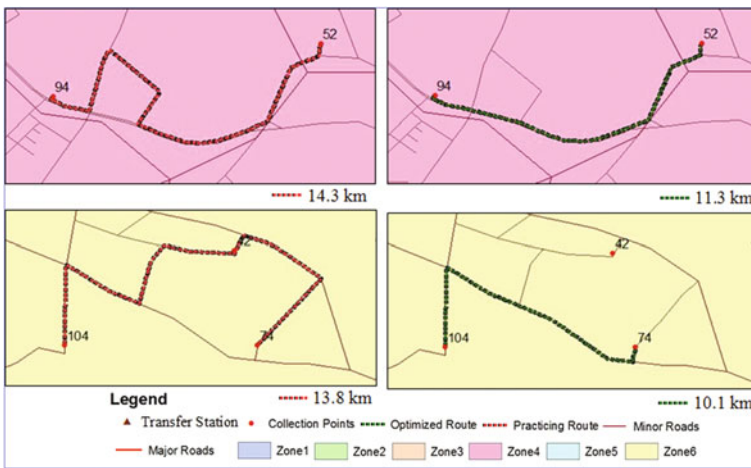 52
94
14.3 km
52
94
11.3 km
42
104
74
13.8 km
42
104
74
10.1 km
Legend
Transfer Station Collection Points Optimized Route Practicing Route Minor Roads
Major Roads Zone1 Zone2 Zone3 Zone4 Zone5 Zone6